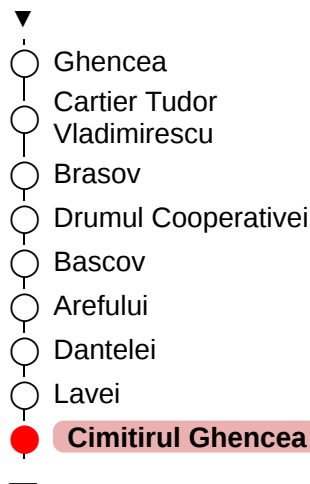 Ghencea
Cartier Tudor
Vladimirescu
Brasov
Drumul Cooperativei
Bascov
Arefului
Dantelei
Lavei
Cimitirul Ghencea